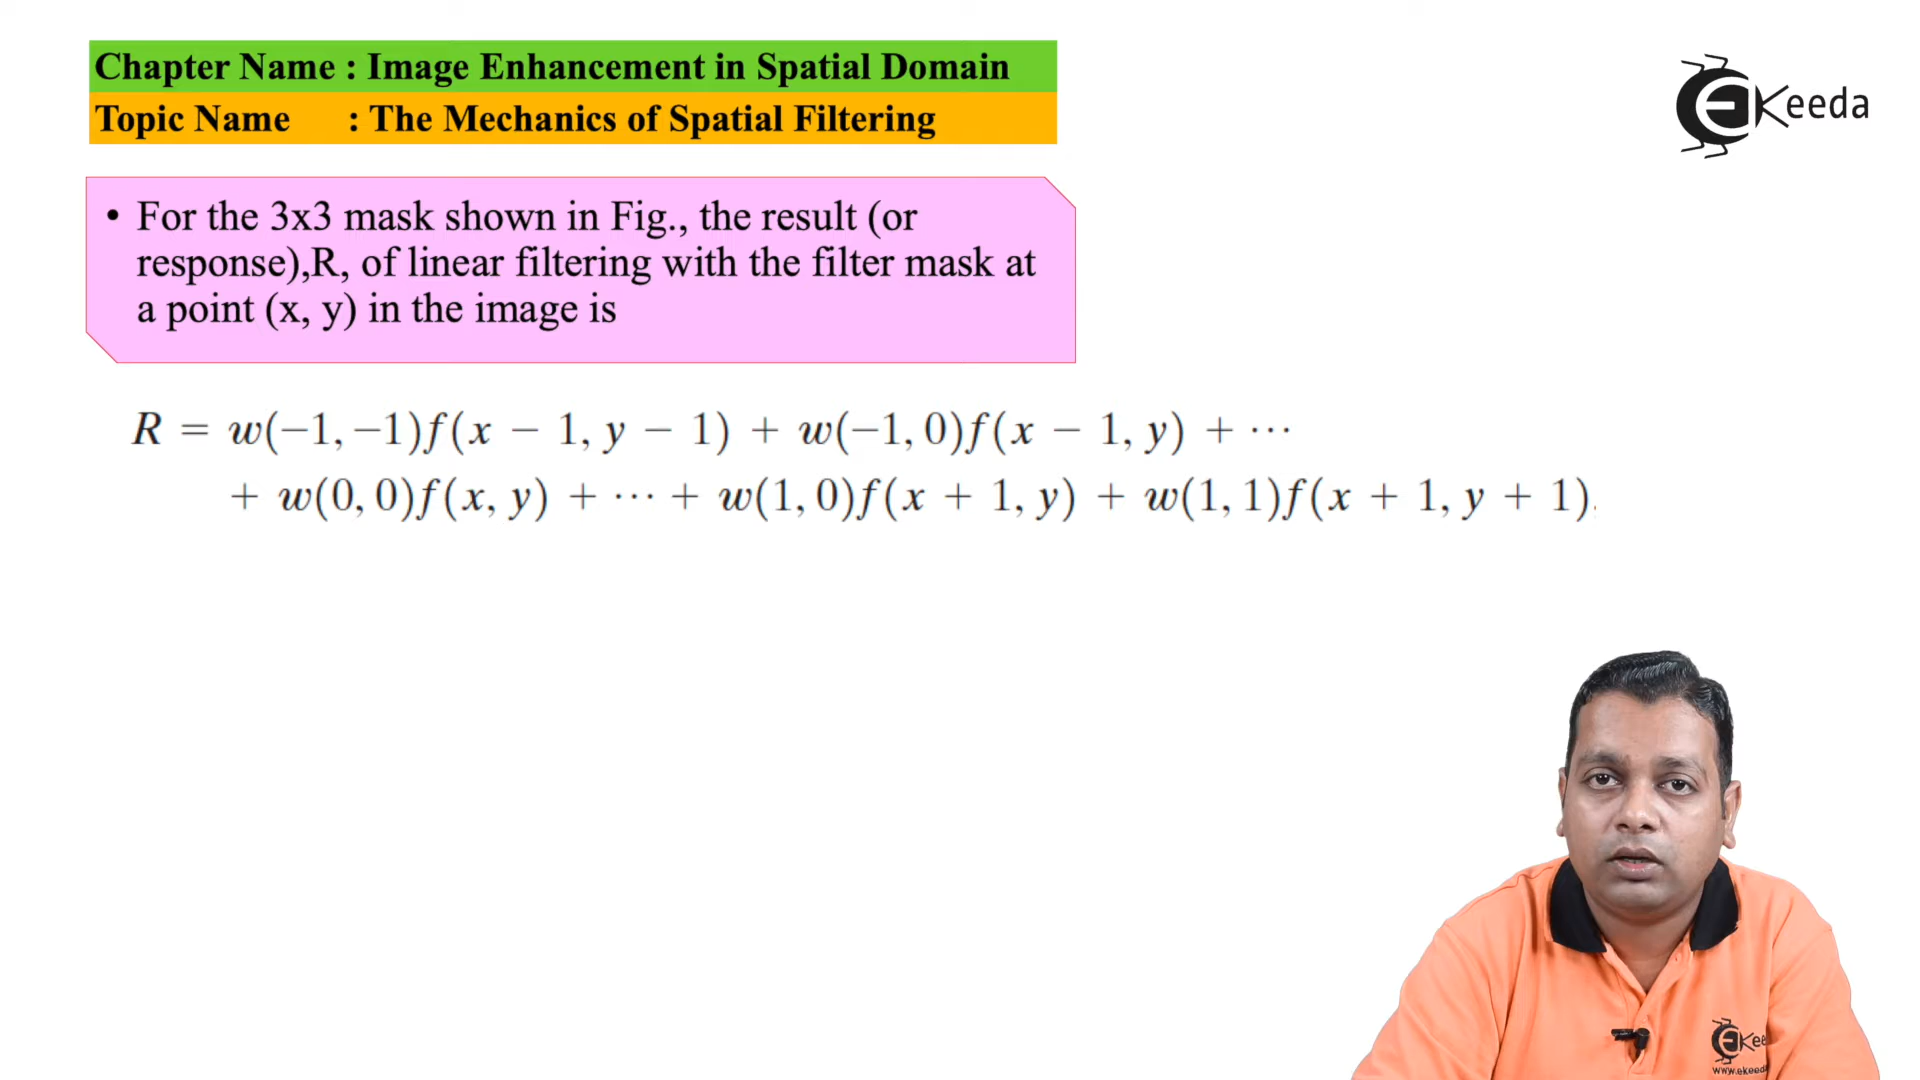 Chapter Name : Image Enhancement in Spatial Domain
Topic Name : The Mechanics of Spatial Filtering
eKeeda
• For the 3x3 mask shown in Fig., the result (or
response),R, of linear filtering with the filter mask at
a point (x, y) in the image is
R = w(−1, −1)f(x − 1, y − 1) + w(−1, 0)f(x − 1, y) + ···
+ w(0, 0)f(x, y) + ··· + w(1, 0)f(x + 1, y) + w(1, 1)f(x + 1, y + 1).